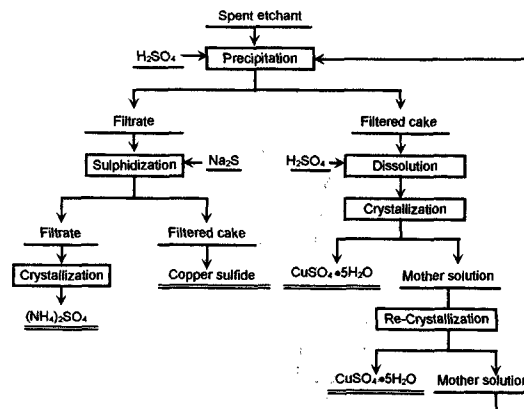 Spent etchant
H₂SO₄
Precipitation
Filtrate
Filtered cake
Sulphidization
Na₂S
H₂SO₄
Dissolution
Crystallization
Filtrate
Filtered cake
Crystallization
Copper sulfide
CuSO₄•5H₂O
Mother solution
(NH₄)₂SO₄
Re-Crystallization
CuSO₄•5H₂O
Mother solution